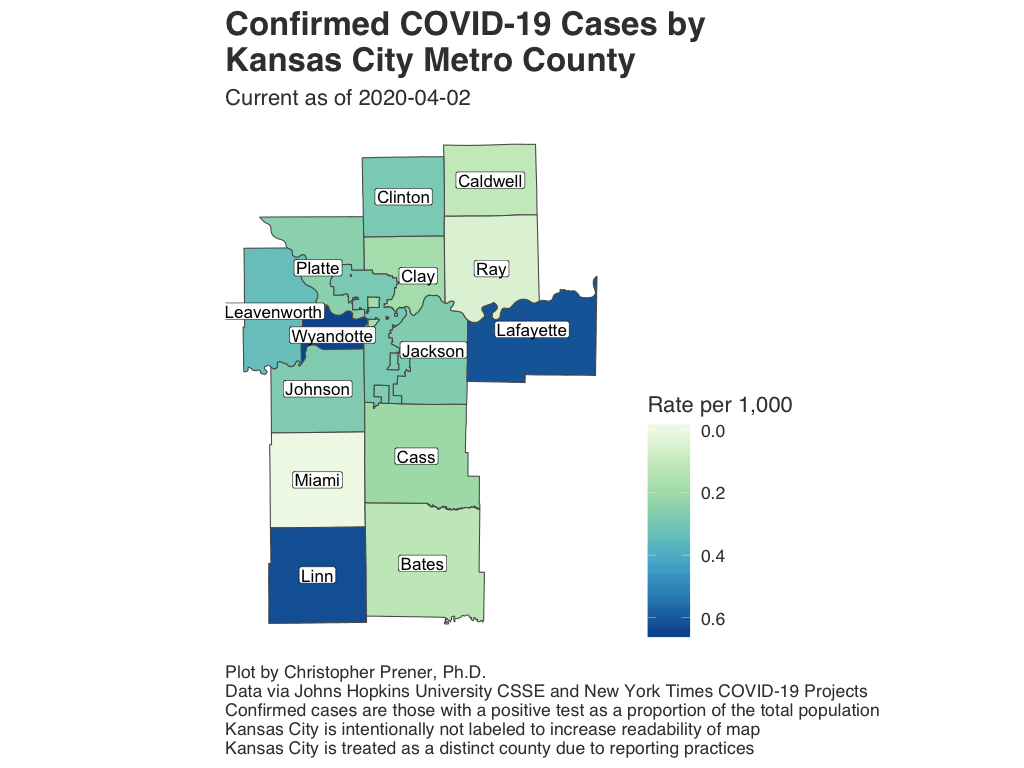 Confirmed COVID-19 Cases by
Kansas City Metro County
Current as of 2020-04-02
Caldwell
Clinton
Platte
Clay
Ray
Leavenworth
Wyandotte
Lafayette
Jackson
Johnson
Cass
Miami
Bates
Linn
Rate per 1,000
0.0
0.2
0.4
0.6
Plot by Christopher Prener, Ph.D.
Data via Johns Hopkins University CSSE and New York Times COVID-19 Projects
Confirmed cases are those with a positive test as a proportion of the total population
Kansas City is intentionally not labeled to increase readability of map
Kansas City is treated as a distinct county due to reporting practices